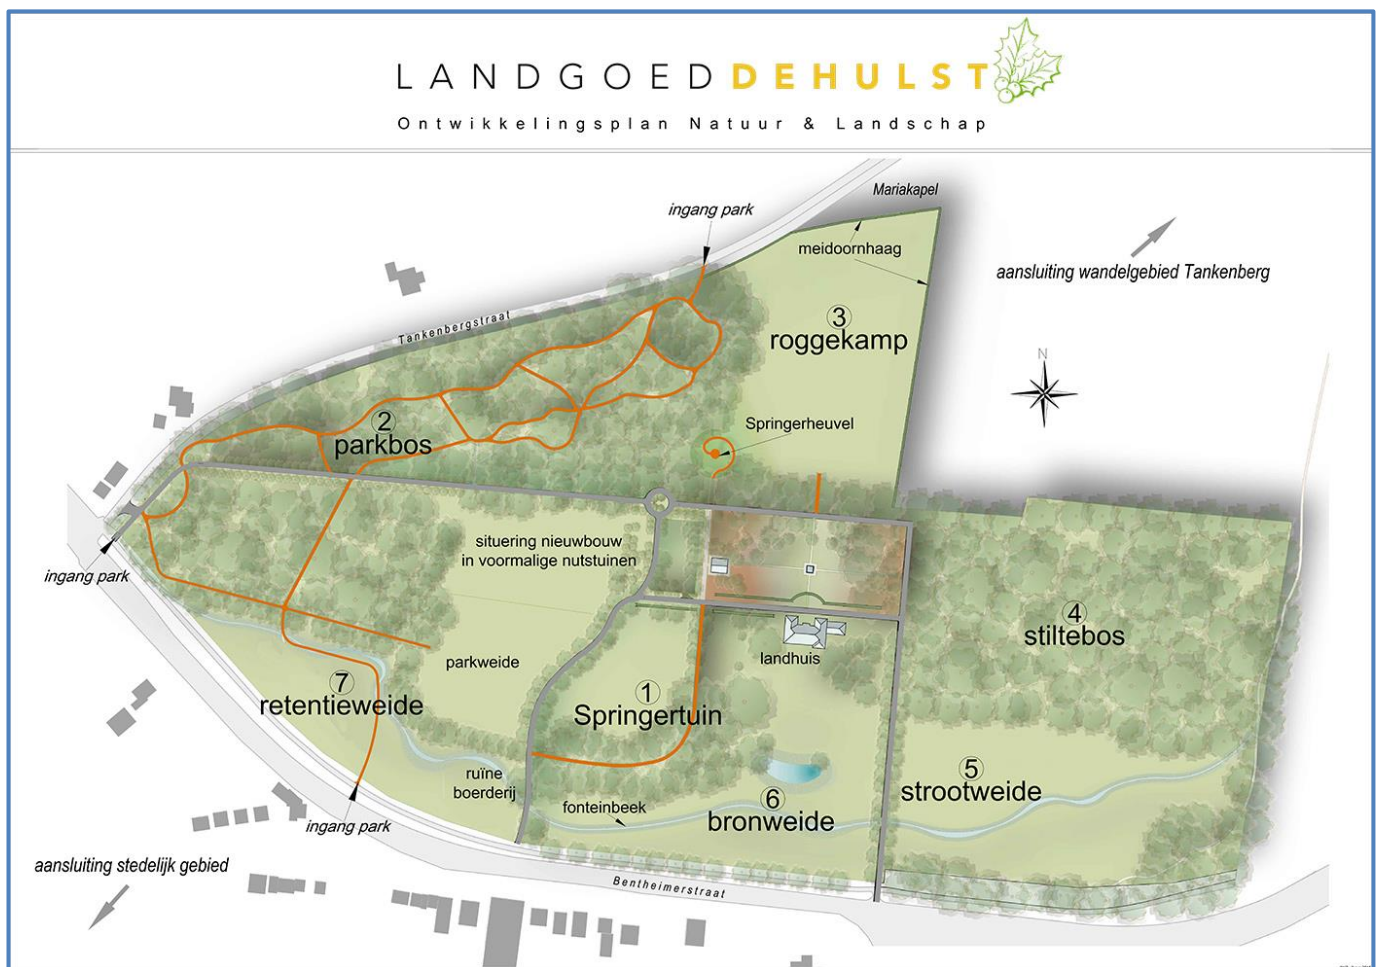 LANDGOED DEHULST
Ontwikkelingsplan Natuur & Landschap
Mariakapel
ingang park
meidoornhaag
aansluiting wandelgebied Tankenberg
Tankenbergstraat
3
roggekamp
N
2
parkbos
Springerheuvel
situering nieuwbouw
in voormalige nutstuinen
ingang park
4
stiltebos
parkweide
landhuis
7
retentieweide
1
Springertuin
ruïne
boerderij
5
strootweide
fonteinbeek
6
bronweide
ingang park
aansluiting stedelijk gebied
Bentheimerstraat